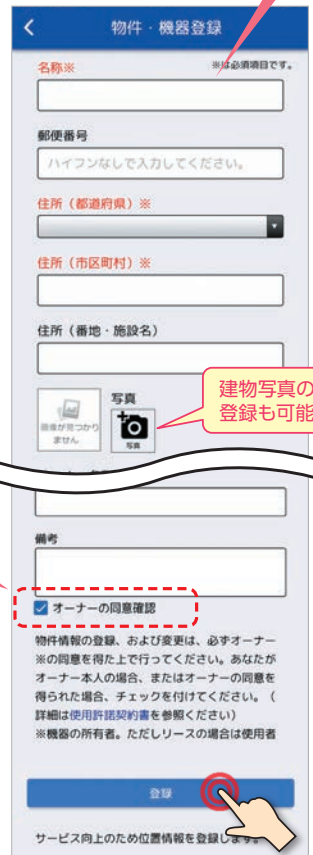 物件・機器登録
名称※
※は必須項目です。
郵便番号
ハイフンなしで入力してください。
住所（都道府県）※
住所（市区町村）※
住所（番地・施設名）
写真
画像が見つかり
ません
写真
建物写真の
登録も可能
備考
オーナーの同意確認
物件情報の登録、および変更は、必ずオーナー
※の同意を得た上で行ってください。あなたが
オーナー本人の場合、またはオーナーの同意を
得られた場合、チェックを付けてください。（
詳細は使用許諾契約書を参照ください）
※機器の所有者。ただしリースの場合は使用者
登録
サービス向上のため位置情報を登録します。